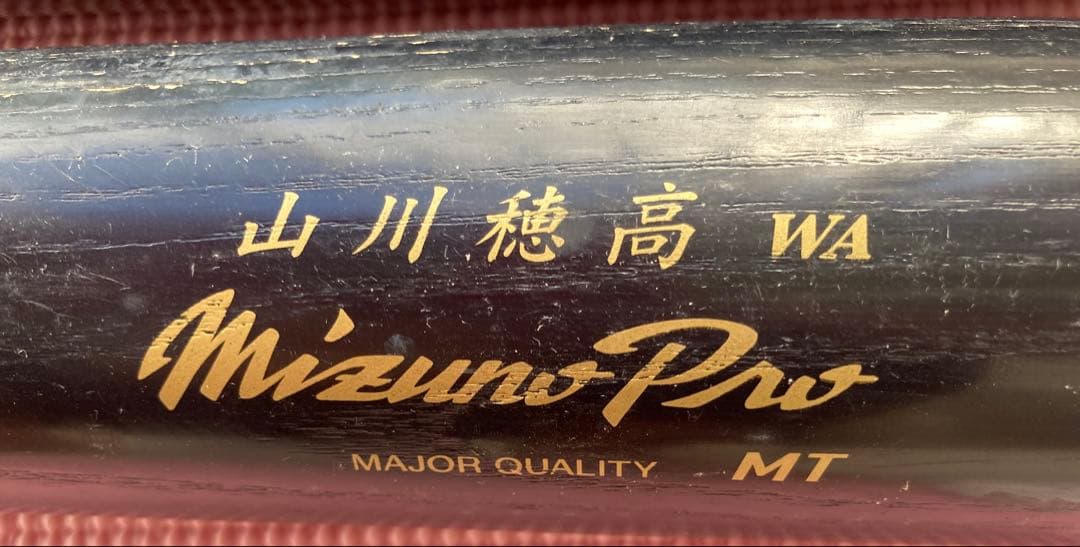 山川穂高 WA
Mizuno Pro
MAJOR QUALITY MT